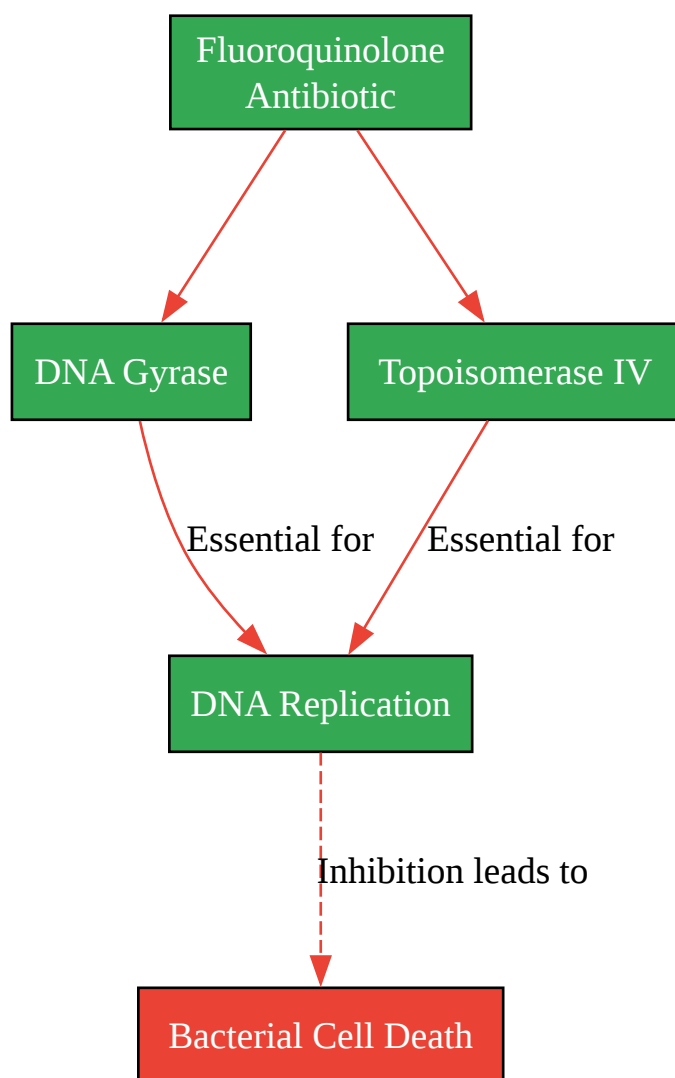 Fluoroquinolone
Antibiotic
DNA Gyrase
Topoisomerase IV
Essential for
Essential for
DNA Replication
Inhibition leads to
Bacterial Cell Death